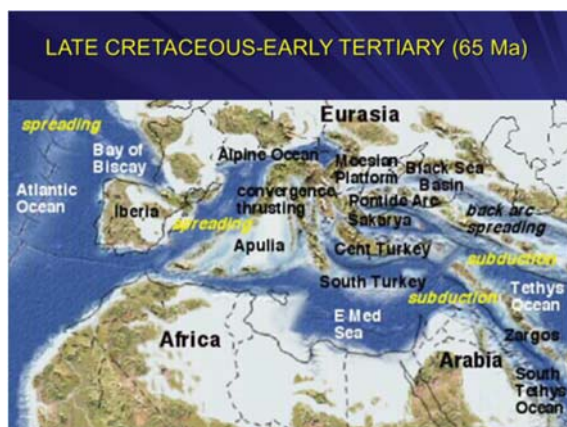 LATE CRETACEOUS-EARLY TERTIARY (65 Ma)
Eurasia
spreading
Bay of
Biscay
Alpine Ocean
Moesian
Platform
Black Sea
Basin
Atlantic
Ocean
Iberia
convergence
thrusting
Pontide Arc
Sakarya
back arc
spreading
spreading
Apulia
Cent Turkey
subduction
South Turkey
subduction
Tethys
Ocean
E Med
Sea
Africa
Arabia
Zargos
South
Tethys
Ocean